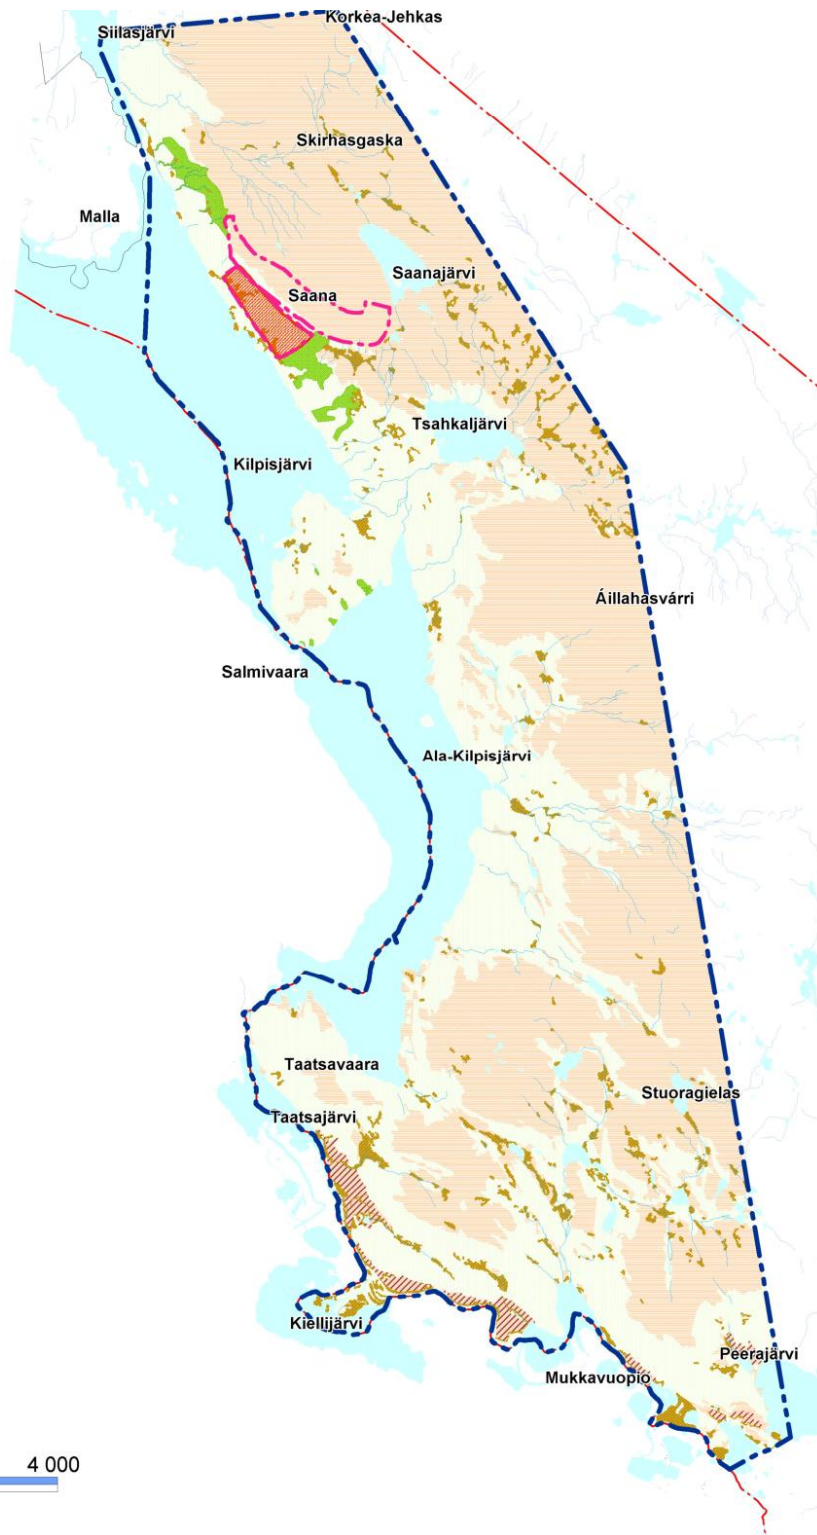 Korkea-Jehkas
Siilasjärvi
Skirhasgaska
Malla
Saanajärvi
Saana
Tsahkaljärvi
Kilpisjärvi
Áillahasvárri
Salmivaara
Ala-Kilpisjärvi
Taatsavaara
Stuoragielas
Taatsajärvi
Kiellijärvi
Peerajärvi
Mukkavuopio
4 000